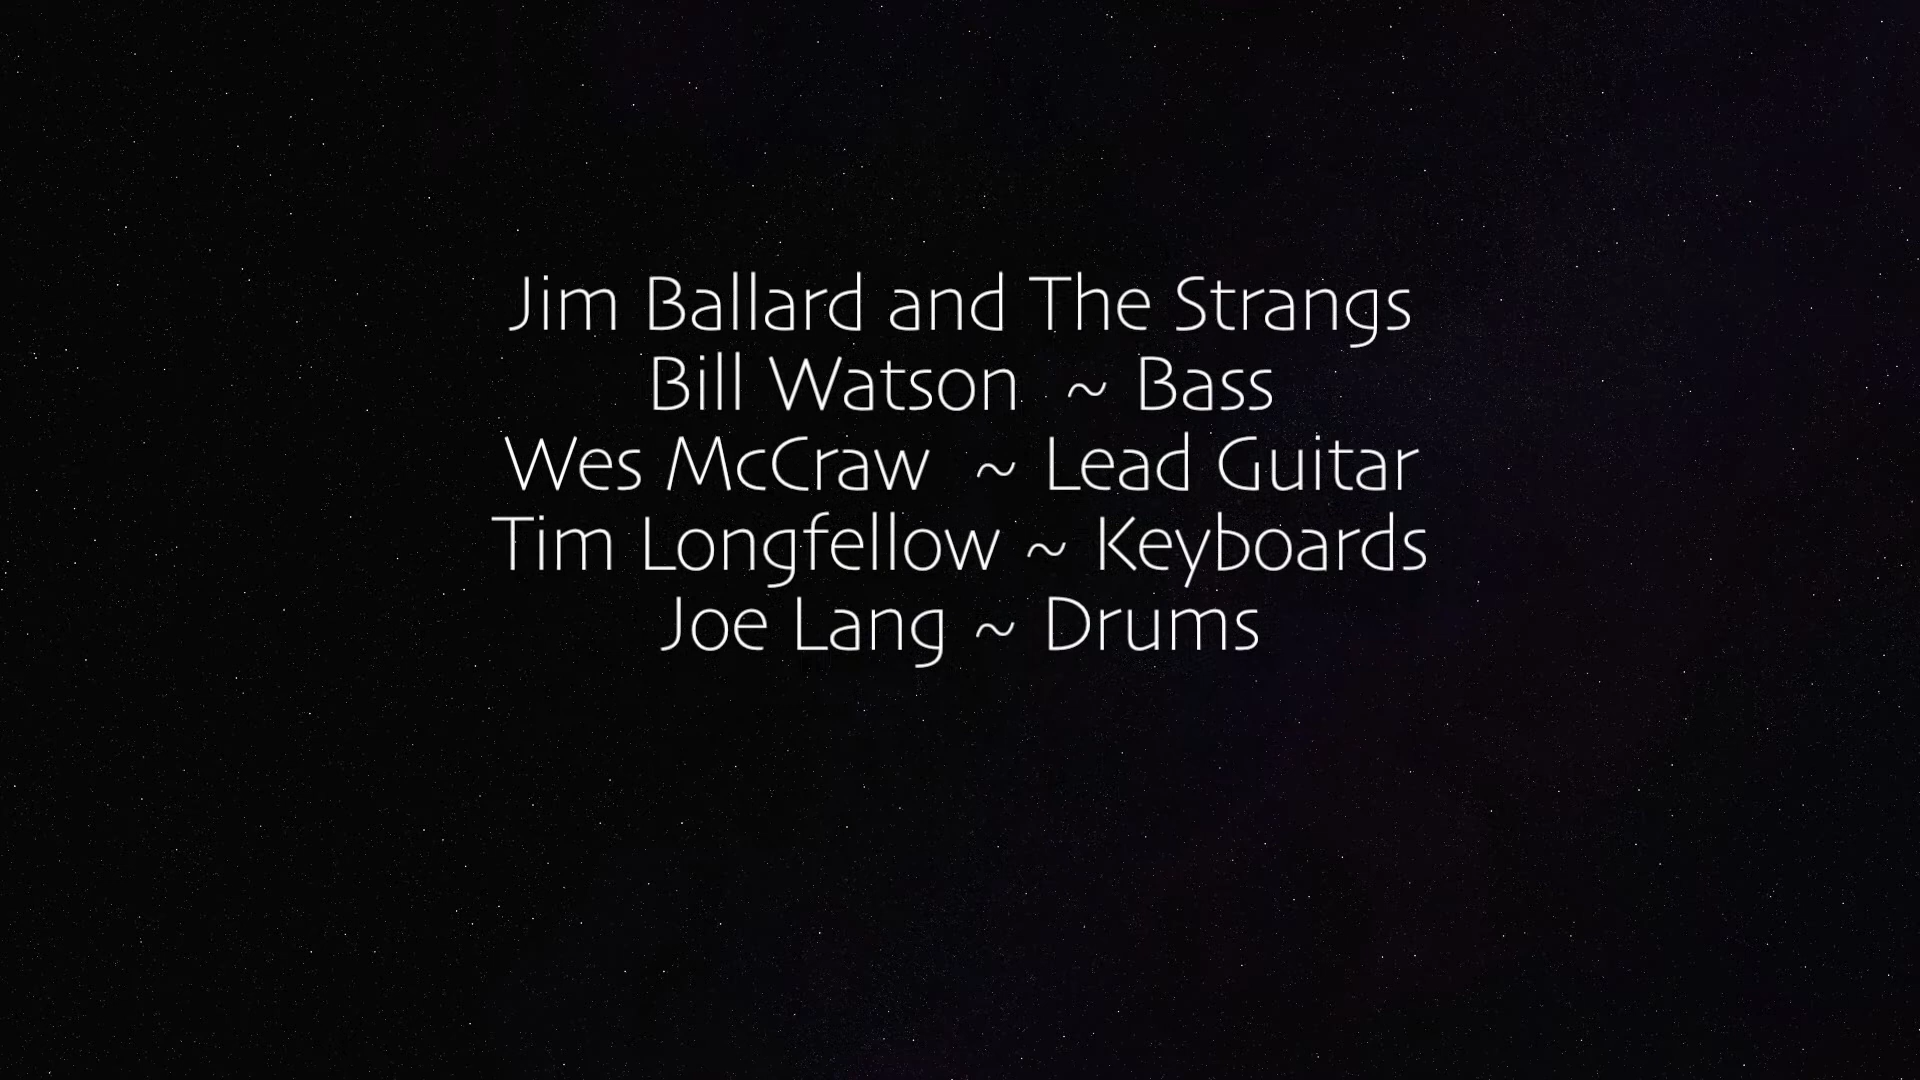 Jim Ballard and The Strangs
Bill Watson ~ Bass
Wes McCraw ~ Lead Guitar
Tim Longfellow ~ Keyboards
Joe Lang ~ Drums